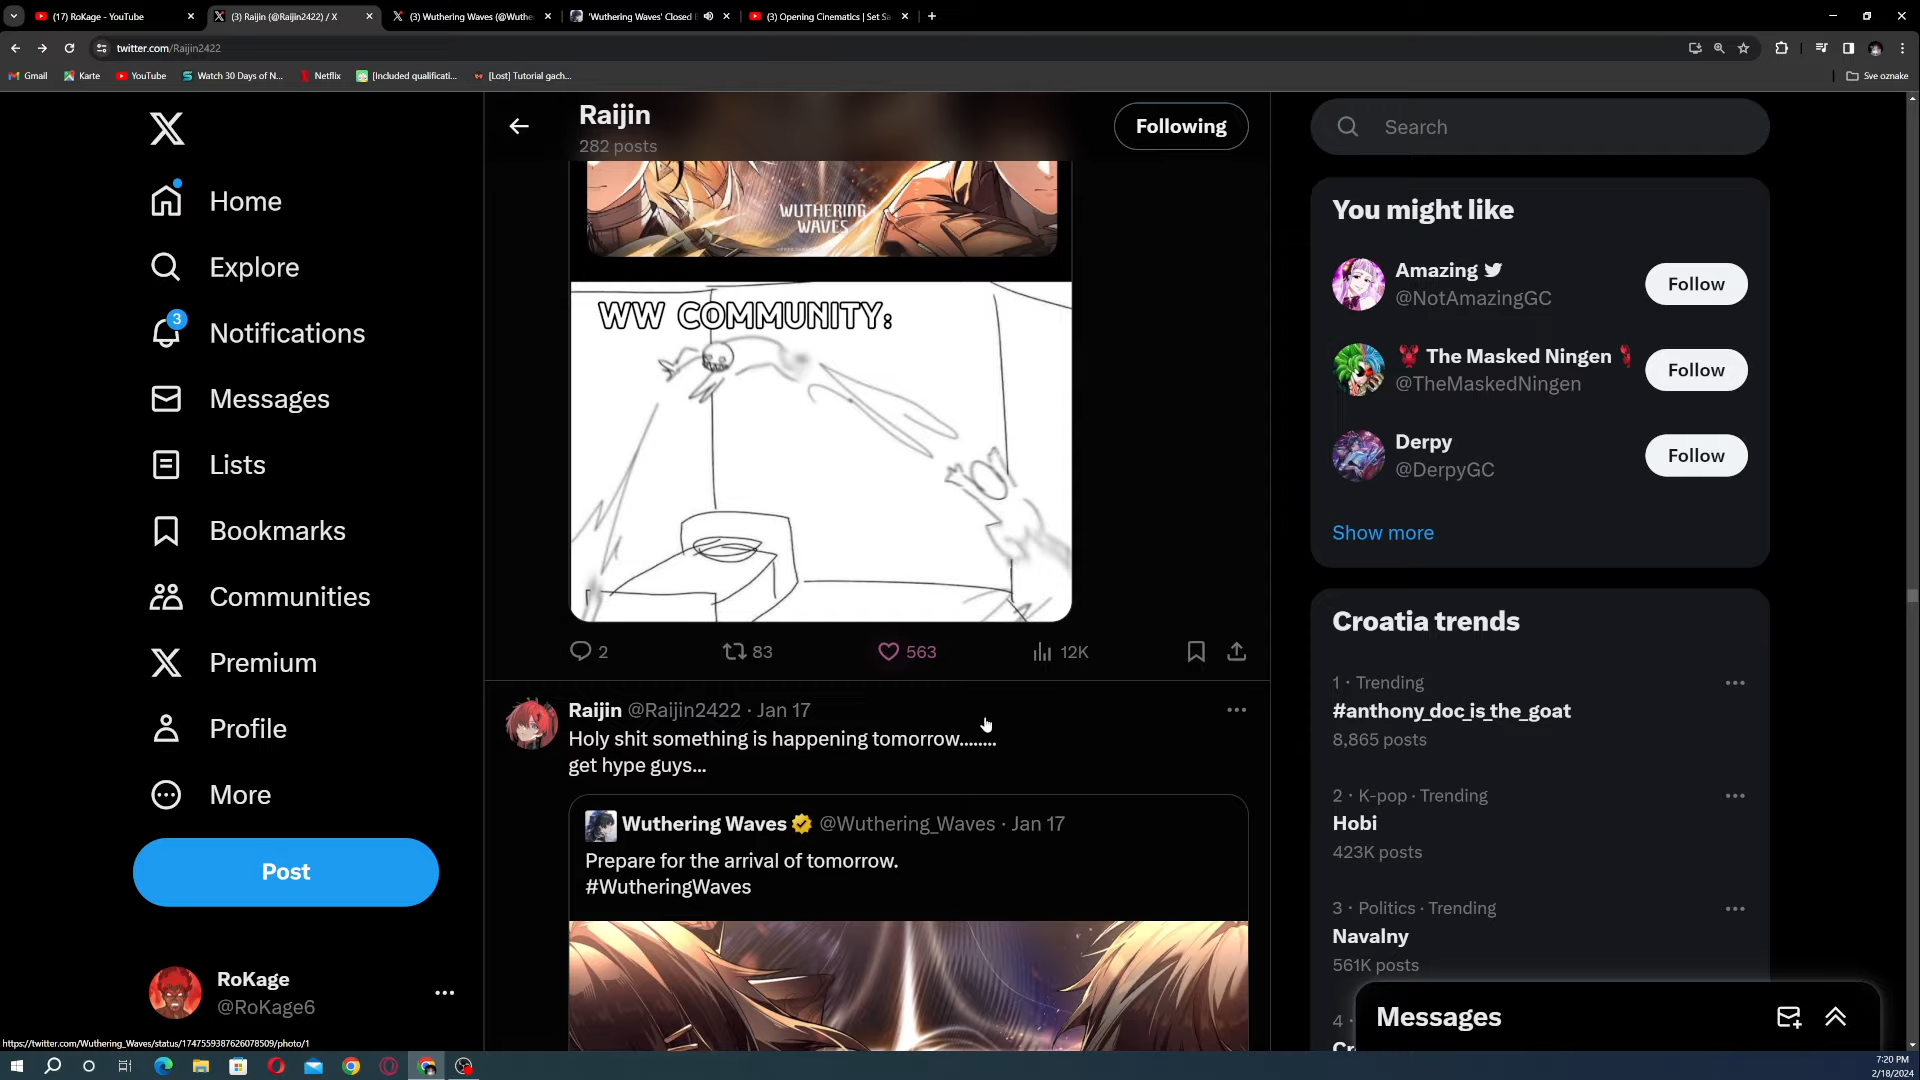 (17) RoKage - YouTube
(3) Raijin (@Raijin2422) / X
(3) Wuthering Waves (@Wuthe
'Wuthering Waves' Closed B
(3) Opening Cinematics | Set Sa
twitter.com/Raijin2422
Gmail
Karte
YouTube
Watch 30 Days of N...
Netflix
[Included qualificati...
[Lost] Tutorial gach...
Sve oznake
Raijin
282 posts
Following
Search
Home
Explore
3
Notifications
Messages
Lists
Bookmarks
Communities
Premium
Profile
More
Post
RoKage
@RoKage6
WUTHERING
WAVES
WW COMMUNITY:
2
83
563
12K
Raijin @Raijin2422 · Jan 17
Holy shit something is happening tomorrow........
get hype guys...
Wuthering Waves @Wuthering_Waves · Jan 17
Prepare for the arrival of tomorrow.
#WutheringWaves
You might like
Amazing
@NotAmazingGC
Follow
The Masked Ningen
@TheMaskedNingen
Follow
Derpy
@DerpyGC
Follow
Show more
Croatia trends
1 · Trending
#anthony_doc_is_the_goat
8,865 posts
2 · K-pop · Trending
Hobi
423K posts
3 · Politics · Trending
Navalny
561K posts
4 ·
Messages
https://twitter.com/Wuthering_Waves/status/1747559387626078509/photo/1
7:20 PM
2/18/2024